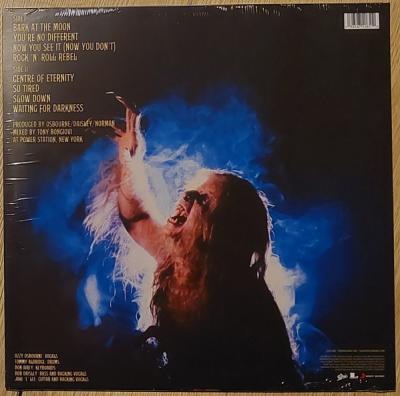 SIDE I
BARK AT THE MOON
YOU'RE NO DIFFERENT
NOW YOU SEE IT (NOW YOU DON'T)
ROCK 'N' ROLL REBEL
SIDE II
CENTRE OF ETERNITY
SO TIRED
SLOW DOWN
WAITING FOR DARKNESS
PRODUCED BY OSBOURNE/DAISLEY/NORMAN
MIXED BY TONY BONGIOVI
AT POWER STATION, NEW YORK
OZZY OSBOURNE VOCALS
TOMMY ALDRIDGE DRUMS
DON AIREY KEYBOARDS
BOB DAISLEY BASS AND BACKING VOCALS
JAKE E LEE GUITAR AND BACKING VOCALS
Epic